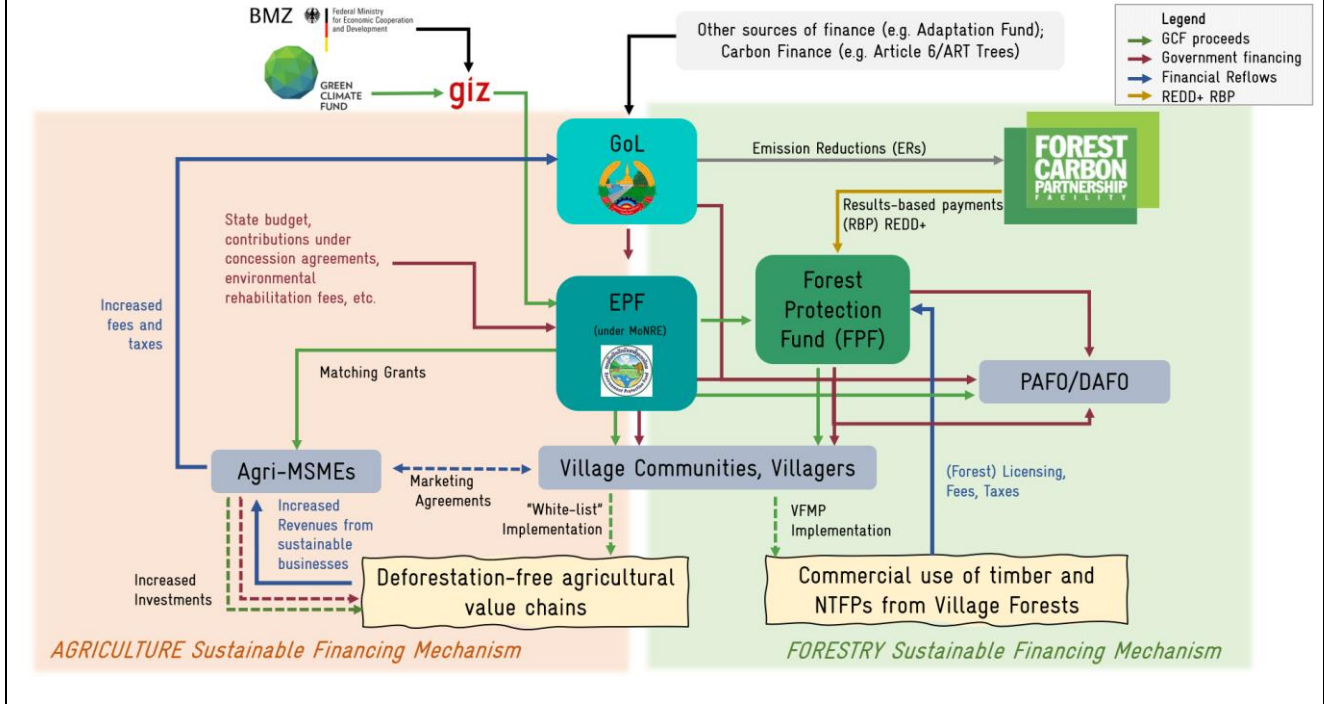 BMZ
Federal Ministry
for Economic Cooperation
and Development
GREEN
CLIMATE
FUND
giz
Other sources of finance (e.g. Adaptation Fund);
Carbon Finance (e.g. Article 6/ART Trees)
Legend
GCF proceeds
Government financing
Financial Reflows
REDD+ RBP
GoL
Emission Reductions (ERs)
FOREST
CARBON
PARTNERSHIP
FACILITY
Results-based payments
(RBP) REDD+
State budget,
contributions under
concession agreements,
environmental
rehabilitation fees, etc.
Increased
fees and
taxes
EPF
(under MoNRE)
Forest
Protection
Fund (FPF)
Matching Grants
PAFO/DAFO
Agri-MSMEs
Marketing
Agreements
Village Communities, Villagers
(Forest) Licensing,
Fees, Taxes
Increased
Revenues from
sustainable
businesses
"White-list"
Implementation
VFMP
Implementation
Increased
Investments
Deforestation-free agricultural
value chains
Commercial use of timber and
NTFPs from Village Forests
AGRICULTURE Sustainable Financing Mechanism
FORESTRY Sustainable Financing Mechanism